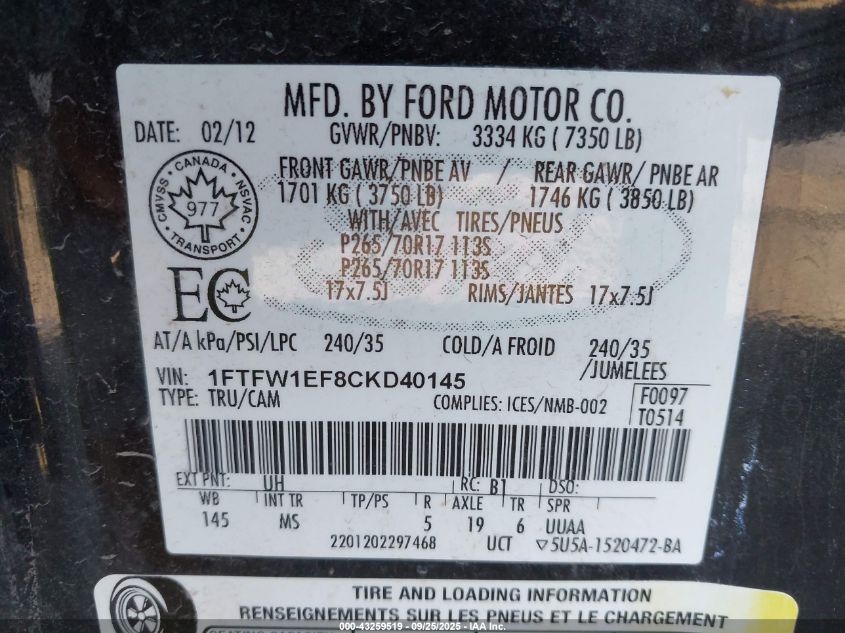 MFD. BY FORD MOTOR CO.
DATE: 02/12 GVWR/PNBV: 3334 KG ( 7350 LB)
FRONT GAWR/PNBE AV / REAR GAWR/ PNBE AR
1701 KG ( 3750 LB) 1746 KG ( 3850 LB)
WITH/AVEC TIRES/PNEUS
P265/70R17 113S
P265/70R17 113S
17x7.5J RIMS/JANTES 17x7.5J
CANADA
CMVSS NSVAC
977
TRANSPORT
EC
AT/A kPa/PSI/LPC 240/35 COLD/A FROID 240/35
/JUMELEES
VIN: 1FTFW1EF8CKD40145
TYPE: TRU/CAM COMPLIES: ICES/NMB-002
F0097
T0514
EXT PNT: UH RC: B1 DSO:
WB INT TR TP/PS R AXLE TR SPR
145 MS 5 19 6 UUAA
2201202297468 UCT ▽5U5A-1520472-BA
TIRE AND LOADING INFORMATION
RENSEIGNEMENTS SUR LES PNEUS ET LE CHARGEMENT
000-43259519 - 09/25/2025 - IAA Inc.